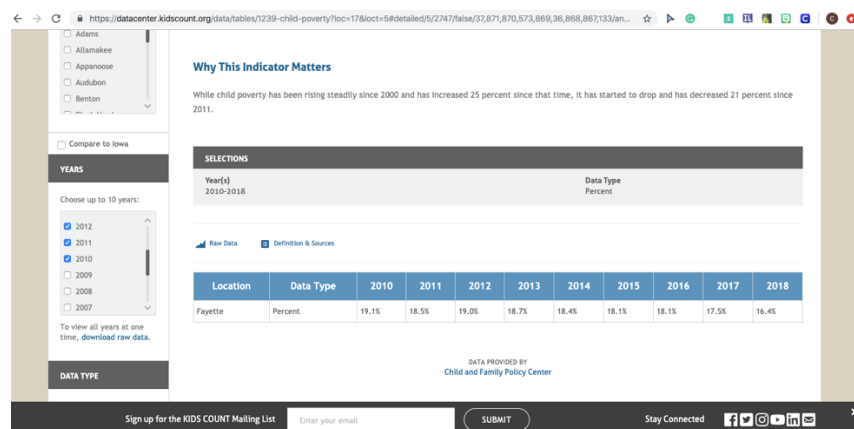 https://datacenter.kidscount.org/data/tables/1239-child-poverty?loc=17&loct=5#detailed/5/2747/false/37,871,870,573,869,36,868,867,133/an...
Adams
Allamakee
Appanoose
Audubon
Benton
Compare to Iowa
YEARS
Choose up to 10 years:
2012
2011
2010
2009
2008
2007
To view all years at one
time, download raw data.
DATA TYPE
Why This Indicator Matters
While child poverty has been rising steadily since 2000 and has increased 25 percent since that time, it has started to drop and has decreased 21 percent since
2011.
SELECTIONS
Year(s) Data Type
2010-2018 Percent
Raw Data Definition & Sources
Location Data Type 2010 2011 2012 2013 2014 2015 2016 2017 2018
Fayette Percent 19.1% 18.5% 19.0% 18.7% 18.4% 18.1% 18.1% 17.5% 16.4%
DATA PROVIDED BY
Child and Family Policy Center
Sign up for the KIDS COUNT Mailing List Enter your email SUBMIT Stay Connected